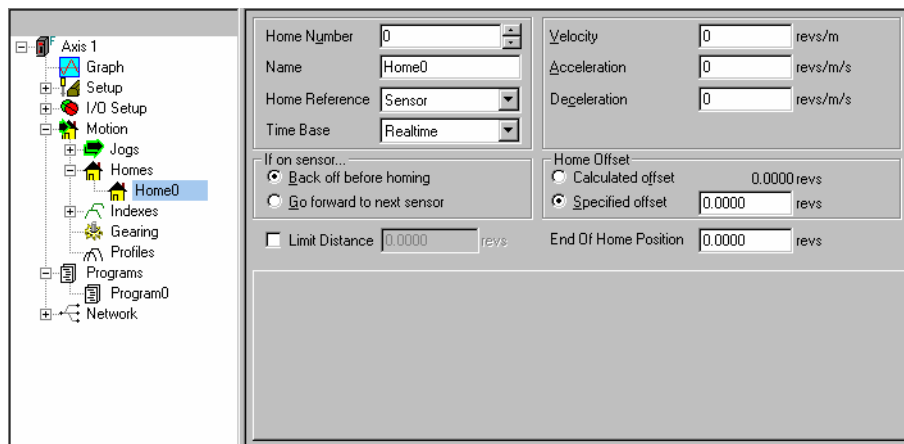 Axis 1
Graph
Setup
I/O Setup
Motion
Jogs
Homes
Home0
Indexes
Gearing
Profiles
Programs
Program0
Network
Home Number 0
Name Home0
Home Reference Sensor
Time Base Realtime
Velocity 0 revs/m
Acceleration 0 revs/m/s
Deceleration 0 revs/m/s
If on sensor...
Back off before homing
Go forward to next sensor
Home Offset
Calculated offset 0.0000 revs
Specified offset 0.0000 revs
Limit Distance 0.0000 revs
End Of Home Position 0.0000 revs